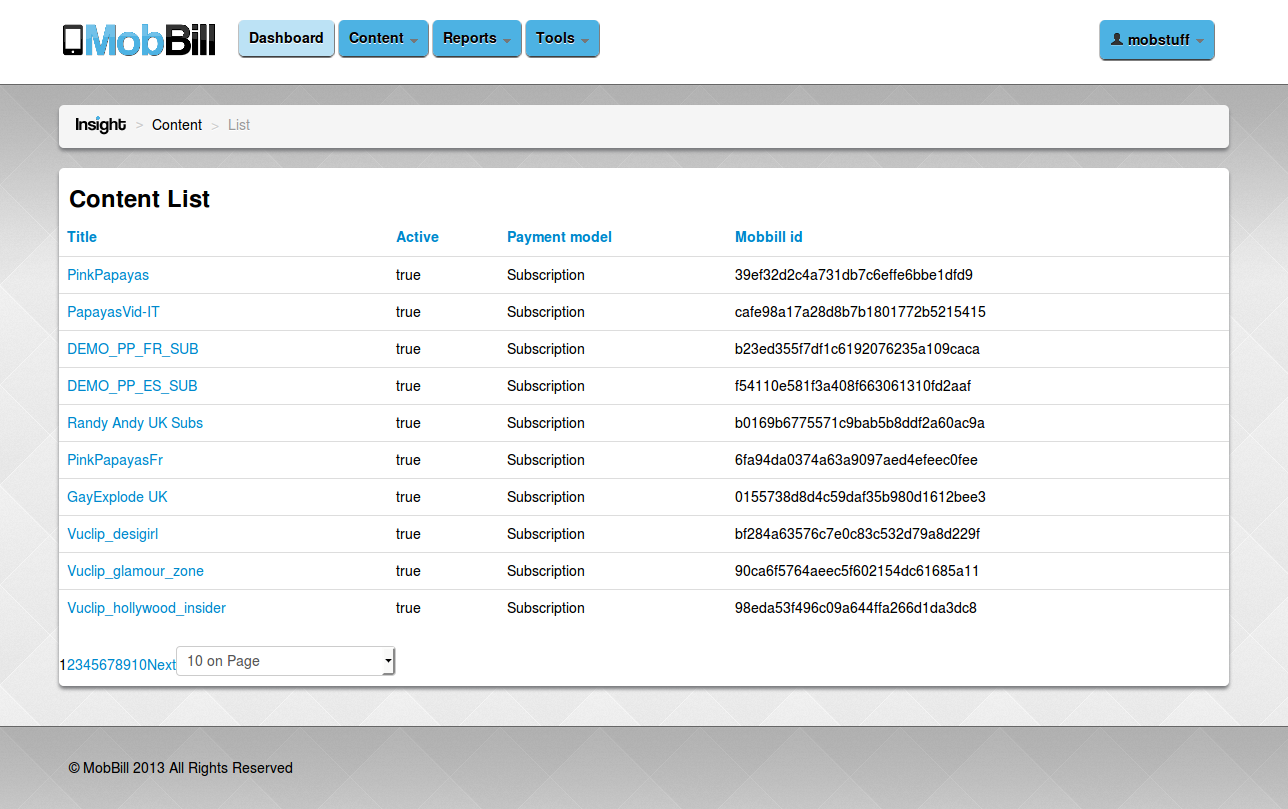 MobBill Dashboard Content Reports Tools mobstuff
Insight > Content > List
Content List
Title Active Payment model Mobbill id
PinkPapayas true Subscription 39ef32d2c4a731db7c6effe6bbe1dfd9
PapayasVid-IT true Subscription cafe98a17a28d8b7b1801772b5215415
DEMO_PP_FR_SUB true Subscription b23ed355f7df1c6192076235a109caca
DEMO_PP_ES_SUB true Subscription f54110e581f3a408f663061310fd2aaf
Randy Andy UK Subs true Subscription b0169b6775571c9bab5b8ddf2a60ac9a
PinkPapayasFr true Subscription 6fa94da0374a63a9097aed4efeec0fee
GayExplode UK true Subscription 0155738d8d4c59daf35b980d1612bee3
Vuclip_desigirl true Subscription bf284a63576c7e0c83c532d79a8d229f
Vuclip_glamour_zone true Subscription 90ca6f5764aeec5f602154dc61685a11
Vuclip_hollywood_insider true Subscription 98eda53f496c09a644ffa266d1da3dc8
12345678910Next 10 on Page
© MobBill 2013 All Rights Reserved